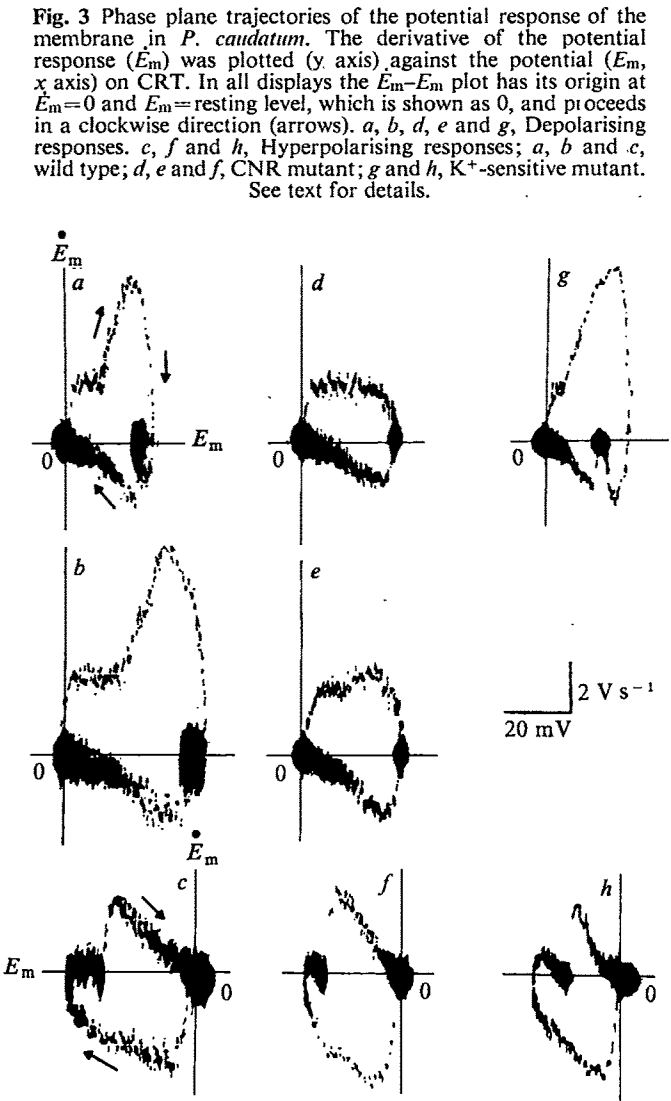 Fig. 3 Phase plane trajectories of the potential response of the
membrane in P. caudatum. The derivative of the potential
response (Ėm) was plotted (y axis) against the potential (Em,
x axis) on CRT. In all displays the Ėm–Em plot has its origin at
Ėm=0 and Em=resting level, which is shown as 0, and proceeds
in a clockwise direction (arrows). a, b, d, e and g, Depolarising
responses. c, f and h, Hyperpolarising responses; a, b and c,
wild type; d, e and f, CNR mutant; g and h, K+-sensitive mutant.
See text for details.
Ėm
a
d
g
Em
0
0
0
b
e
2 V s−1
20 mV
0
0
Ėm
c
f
h
Em
0
0
0